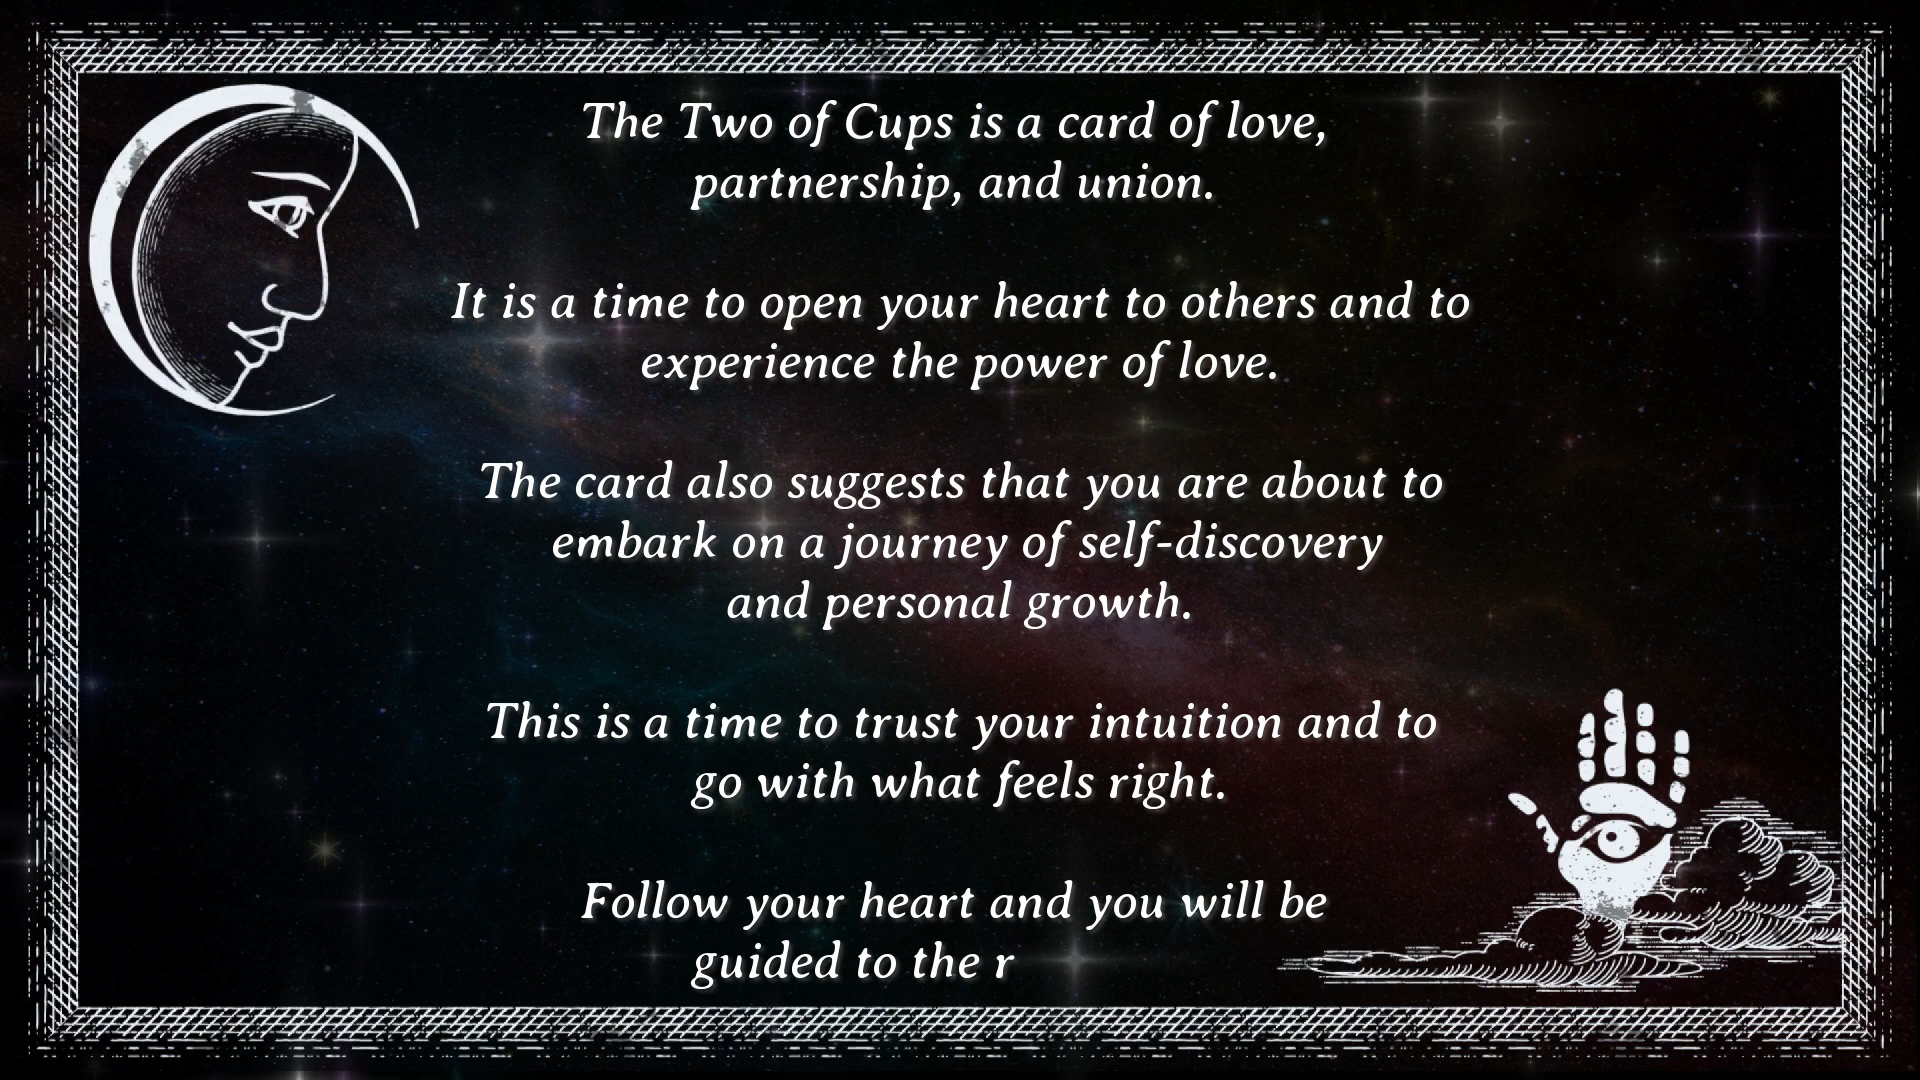 The Two of Cups is a card of love,
partnership, and union.
It is a time to open your heart to others and to
experience the power of love.
The card also suggests that you are about to
embark on a journey of self-discovery
and personal growth.
This is a time to trust your intuition and to
go with what feels right.
Follow your heart and you will be
guided to the r